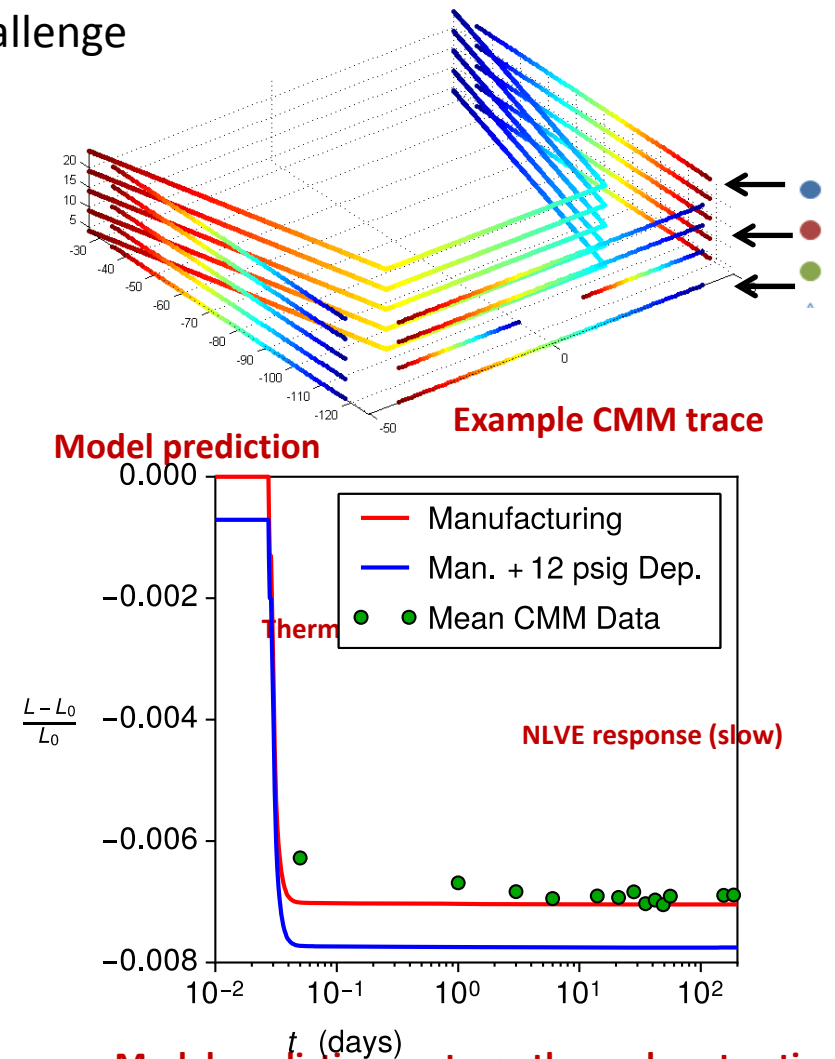 allenge
20
15
10
5
-30
-40
-50
-60
-70
-80
-90
-100
-110
-120
-50
0
Example CMM trace
Model prediction
0.000
−0.002
−0.004
−0.006
−0.008
L − L0
L0
Manufacturing
Man. + 12 psig Dep.
Mean CMM Data
Therm
NLVE response (slow)
10−2
10−1
100
101
102
t (days)